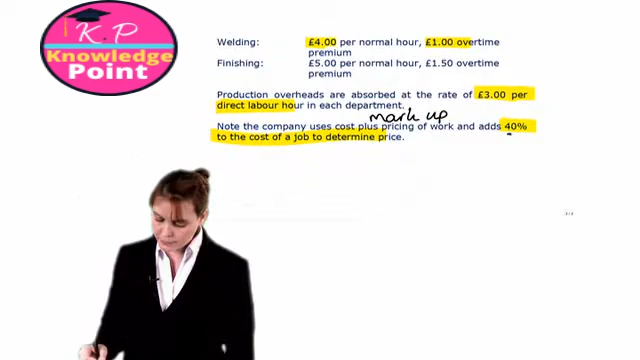 K.P
Knowledge
Point
Welding: £4.00 per normal hour, £1.00 overtime
premium
Finishing: £5.00 per normal hour, £1.50 overtime
premium
Production overheads are absorbed at the rate of £3.00 per
direct labour hour in each department.
mark up
Note the company uses cost plus pricing of work and adds 40%
to the cost of a job to determine price.